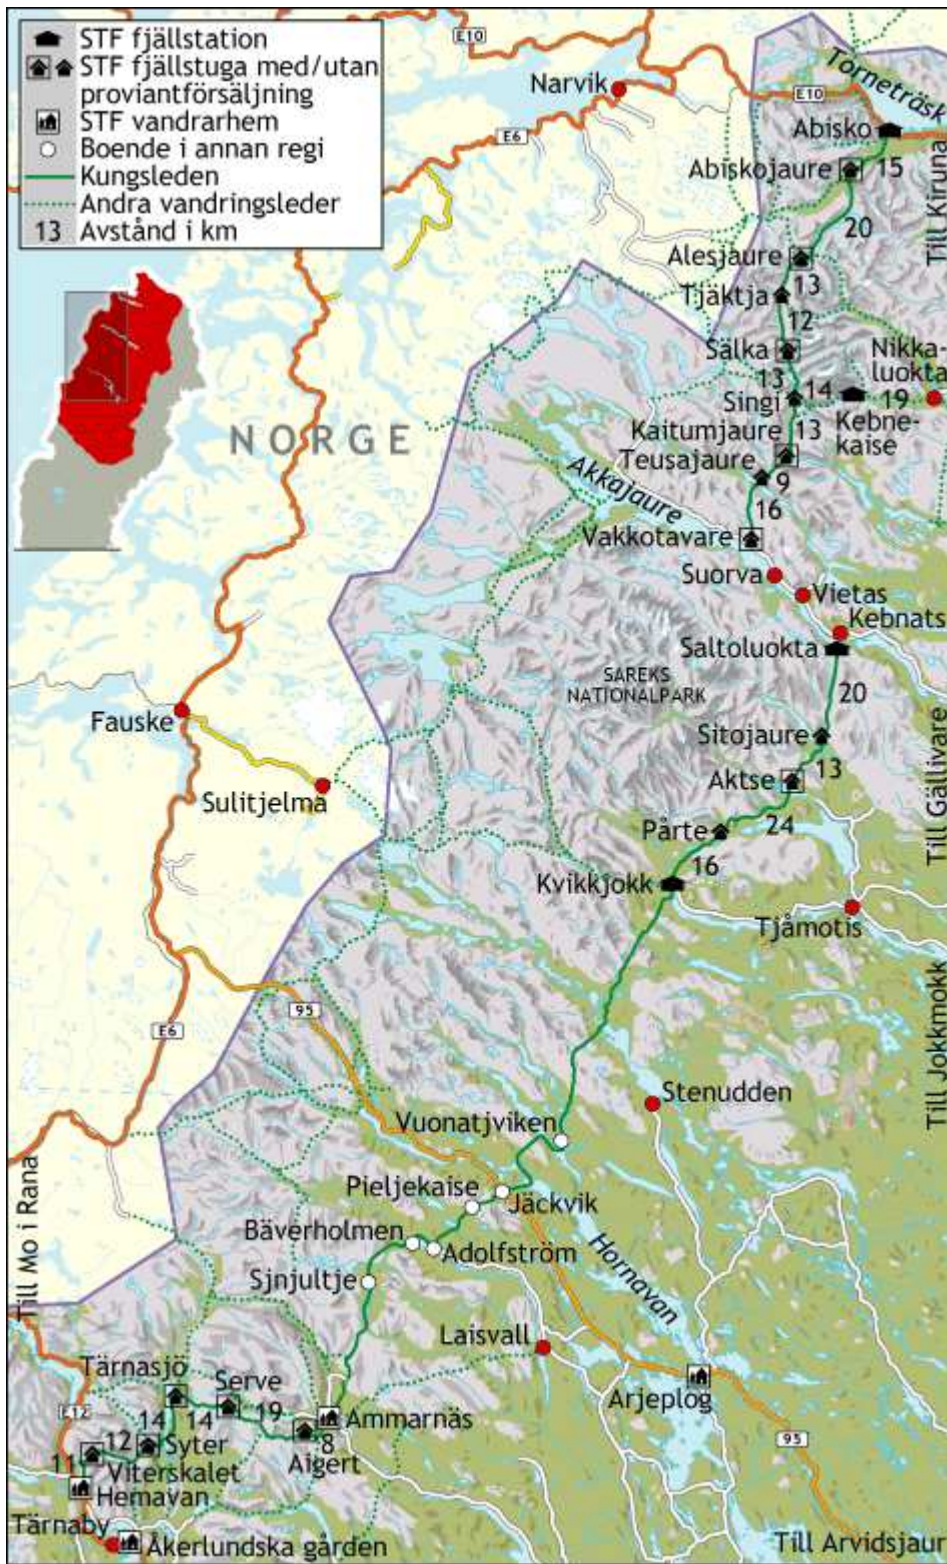 STF fjällstation
STF fjällstuga med/utan
proviantförsäljning
STF vandrarhem
Boende i annan regi
Kungsleden
Andra vandringsleder
13 Avstånd i km
E10
Narvik
E10
Torneträsk
E6
Abisko
Abiskojaure
15
Till Kiruna
20
Alesjaure
13
Tjäktja
12
Sälka
Nikka-
luokta
13
14
19
Singi
Kebne-
kaise
NORGE
Kaitumjaure
13
Teusajaure
9
Akkajaure
16
Vakkotavare
Suorva
Vietas
Kebnats
Saltoluokta
SAREKS
NATIONALPARK
20
Fauske
Sitojaure
13
Till Gällivare
Sulitjelma
Aktse
Pårte
24
16
Kvikkjokk
Tjåmotis
95
E6
Till Jokkmokk
Stenudden
Vuonatjviken
Till Mo i Rana
Pieljekaise
Jäckvik
Bäverholmen
Adolfström
Hornavan
Sjnjultje
Laisvall
Tärnasjö
Serve
Arjeplog
E12
14
14
19
Ammarnäs
12
Syter
8
95
11
Viterskalet
Aigert
Hemavan
Tärnaby
Åkerlundska gården
Till Arvidsjaur